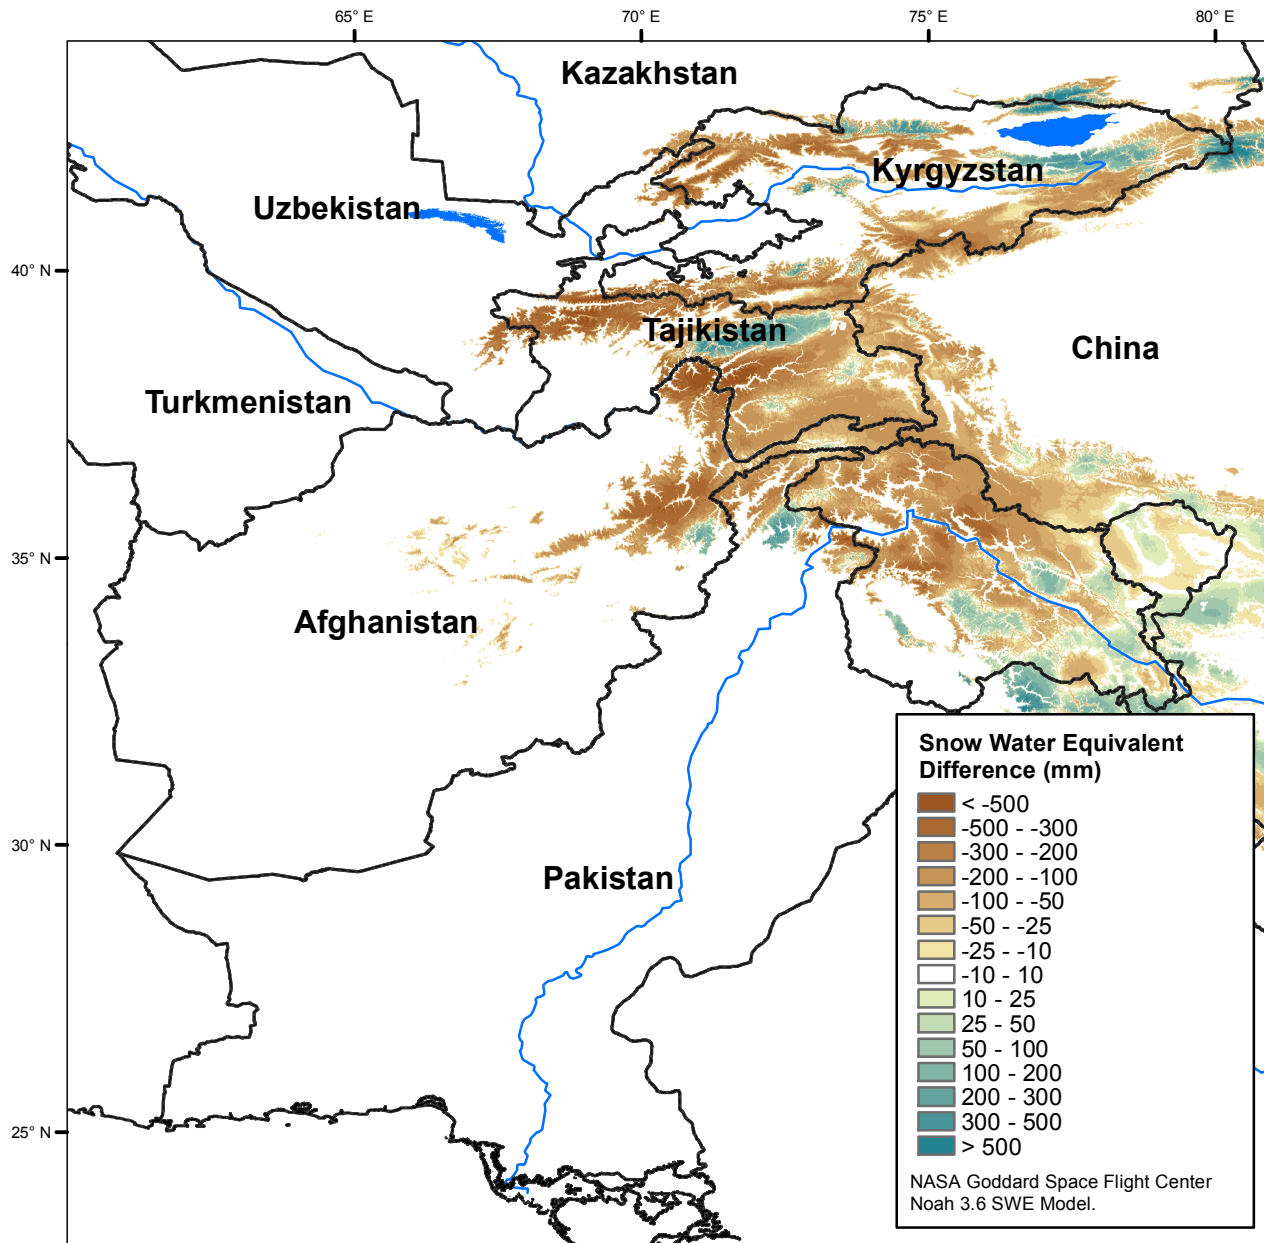 65° E
70° E
75° E
80° E
Kazakhstan
Kyrgyzstan
Uzbekistan
40° N
Tajikistan
China
Turkmenistan
35° N
Afghanistan
Snow Water Equivalent
Difference (mm)
< -500
-500 - -300
-300 - -200
-200 - -100
-100 - -50
-50 - -25
-25 - -10
-10 - 10
10 - 25
25 - 50
50 - 100
100 - 200
200 - 300
300 - 500
> 500
NASA Goddard Space Flight Center
Noah 3.6 SWE Model.
30° N
Pakistan
25° N